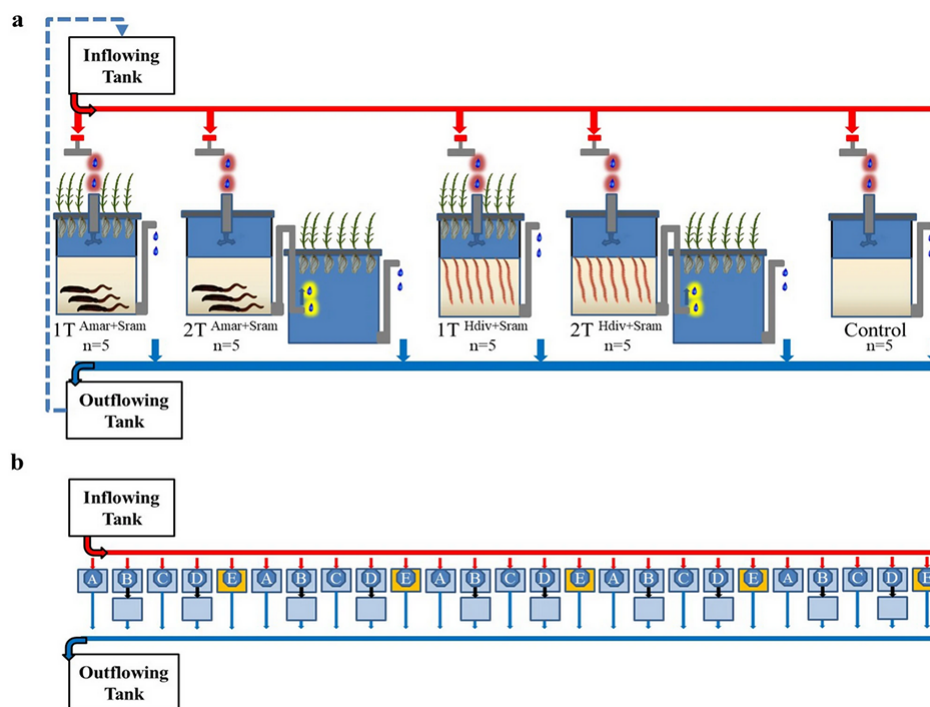 a
Inflowing
Tank
1T Amar+Sram
n=5
2T Amar+Sram
n=5
1T Hdiv+Sram
n=5
2T Hdiv+Sram
n=5
Control
n=5
Outflowing
Tank
b
Inflowing
Tank
A B C D E A B C D E A B C D E A B C D E A B C D E
Outflowing
Tank